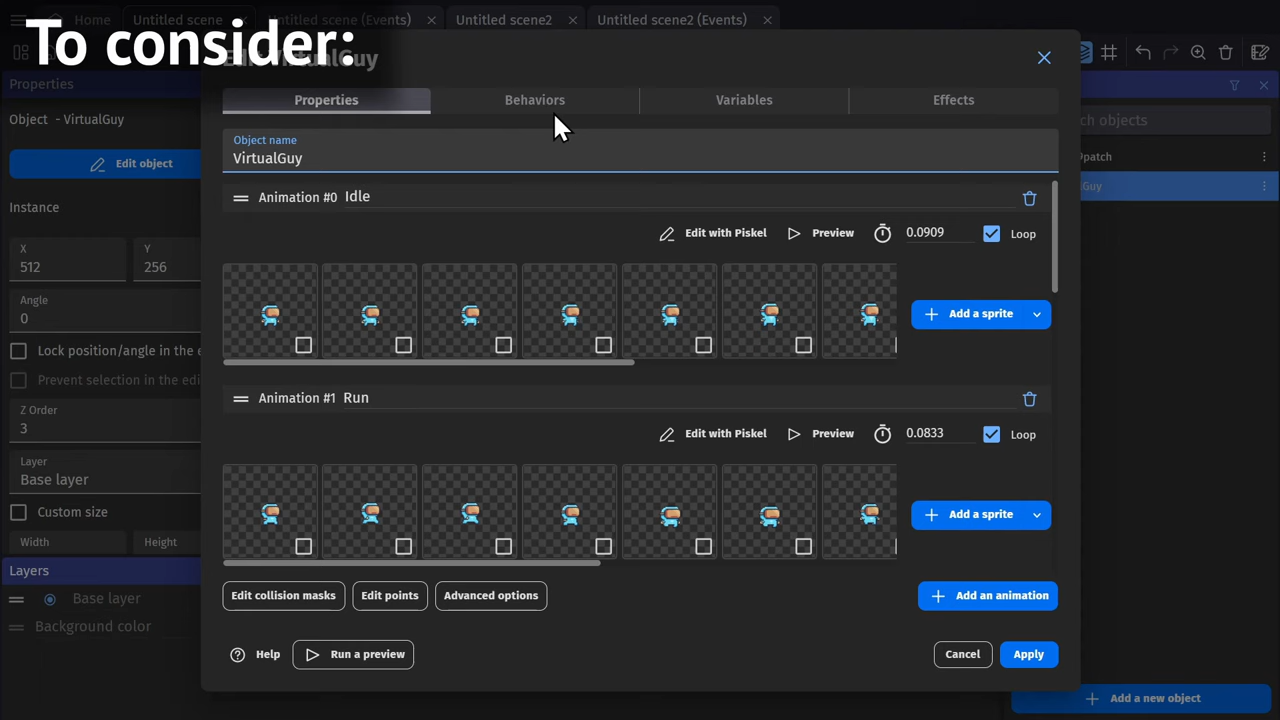 To consider:
Home
Untitled scene
Untitled scene (Events)
Untitled scene2
Untitled scene2 (Events)
Properties
Object - VirtualGuy
Edit object
Instance
X
512
Y
256
Angle
0
Lock position/angle in the e
Prevent selection in the edi
Z Order
3
Layer
Base layer
Custom size
Width
Height
Layers
Base layer
Background color
Edit VirtualGuy
Properties
Behaviors
Variables
Effects
Object name
VirtualGuy
Animation #0 Idle
Edit with Piskel
Preview
0.0909
Loop
Add a sprite
Animation #1 Run
Edit with Piskel
Preview
0.0833
Loop
Add a sprite
Edit collision masks
Edit points
Advanced options
Add an animation
Help
Run a preview
Cancel
Apply
ch objects
9patch
Guy
Add a new object